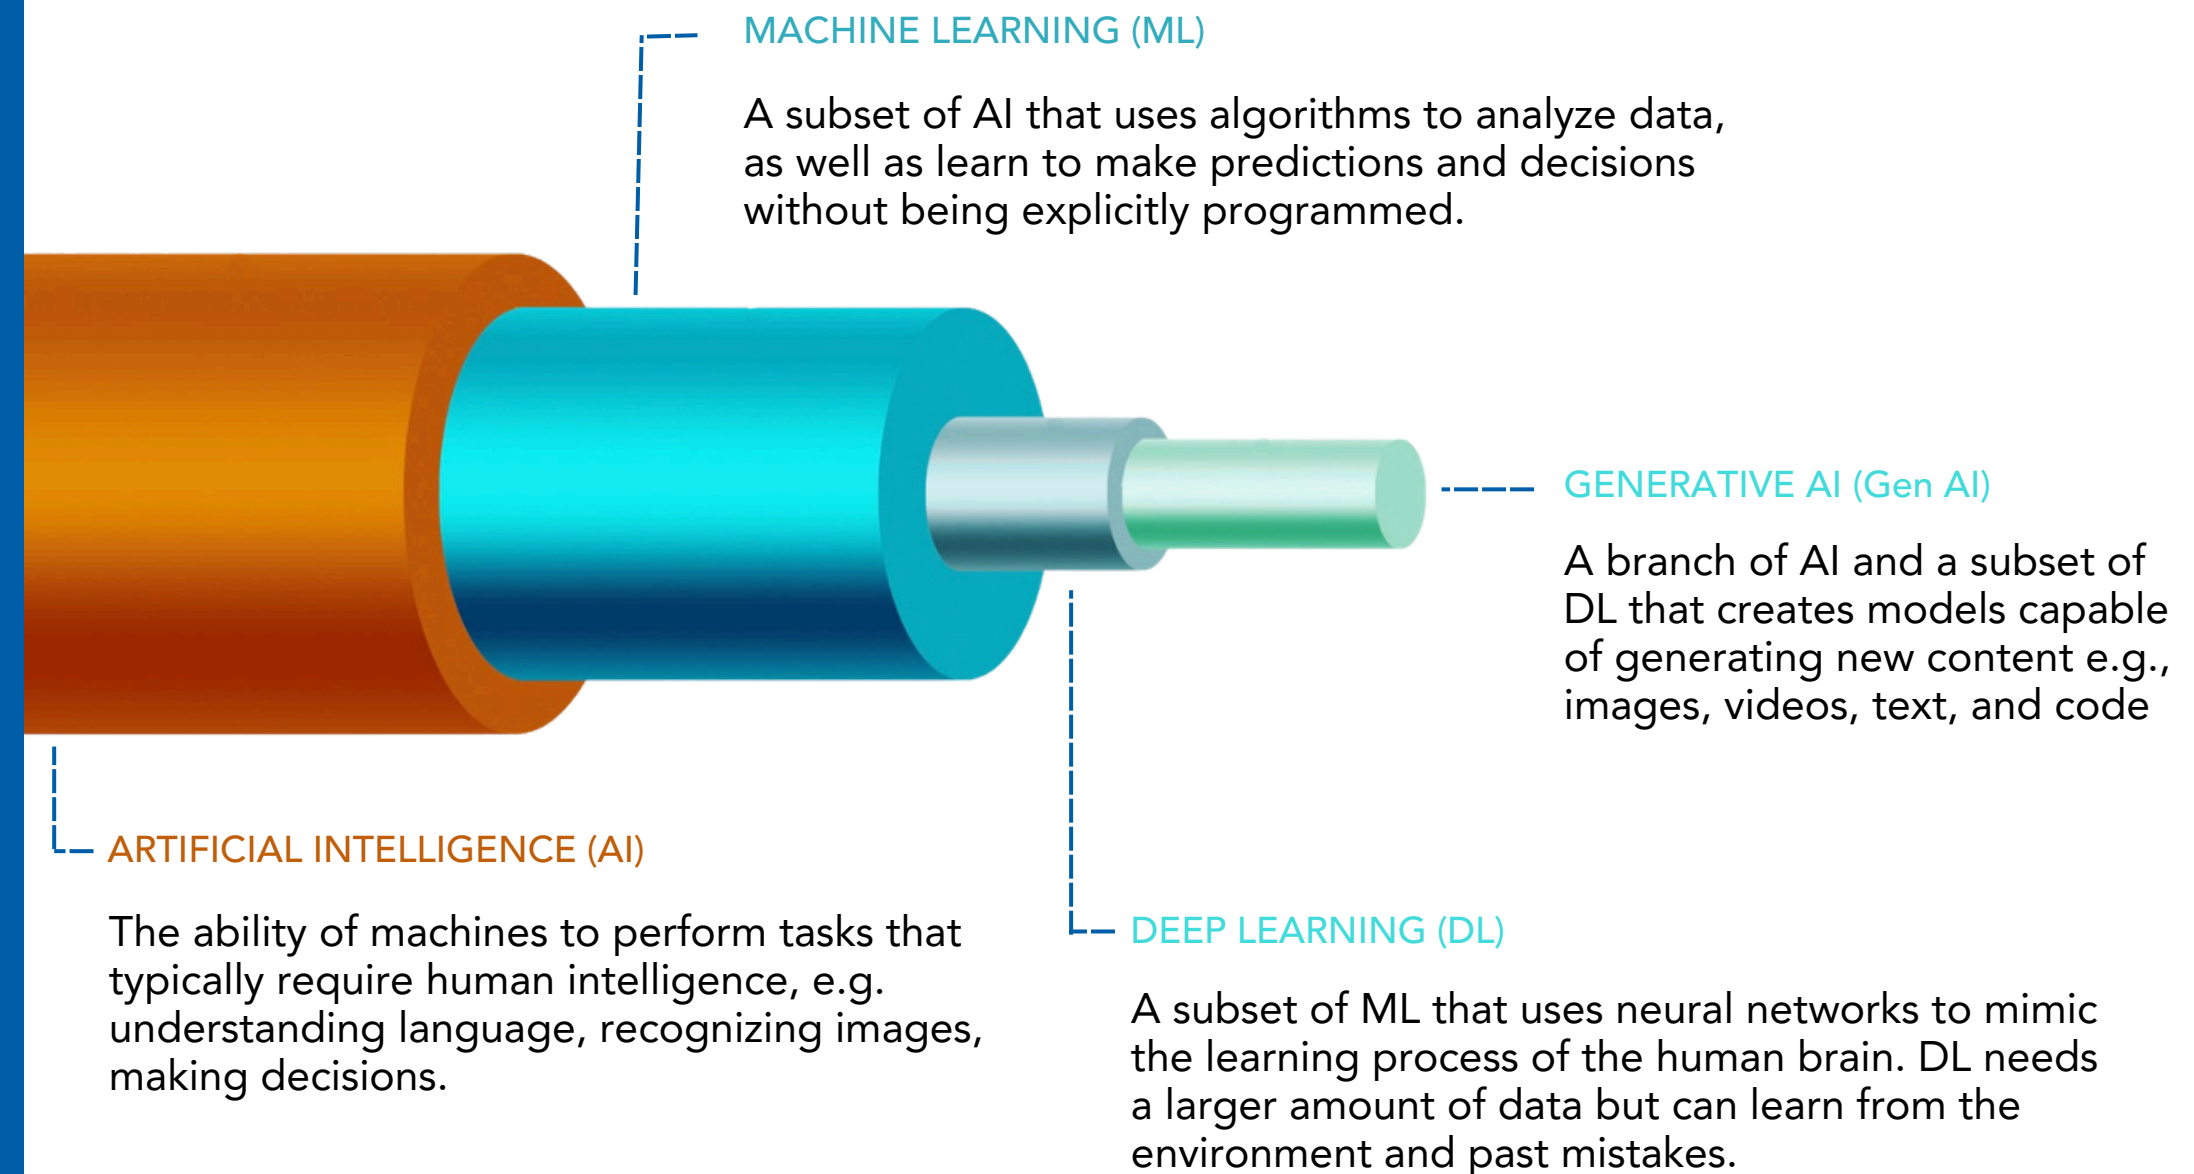 MACHINE LEARNING (ML)
A subset of AI that uses algorithms to analyze data,
as well as learn to make predictions and decisions
without being explicitly programmed.
GENERATIVE AI (Gen AI)
A branch of AI and a subset of
DL that creates models capable
of generating new content e.g.,
images, videos, text, and code
ARTIFICIAL INTELLIGENCE (AI)
The ability of machines to perform tasks that
typically require human intelligence, e.g.
understanding language, recognizing images,
making decisions.
DEEP LEARNING (DL)
A subset of ML that uses neural networks to mimic
the learning process of the human brain. DL needs
a larger amount of data but can learn from the
environment and past mistakes.